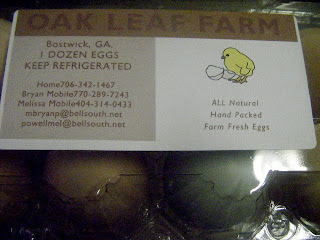 OAK LEAF FARM
Bostwick, GA.
1 DOZEN EGGS
KEEP REFRIGERATED
Home706-342-1467
Bryan Mobile770-289-7243
Melissa Mobile404-314-0433
mbryanp@bellsouth.net
powellmel@bellsouth.net
ALL Natural
Hand Packed
Farm Fresh Eggs